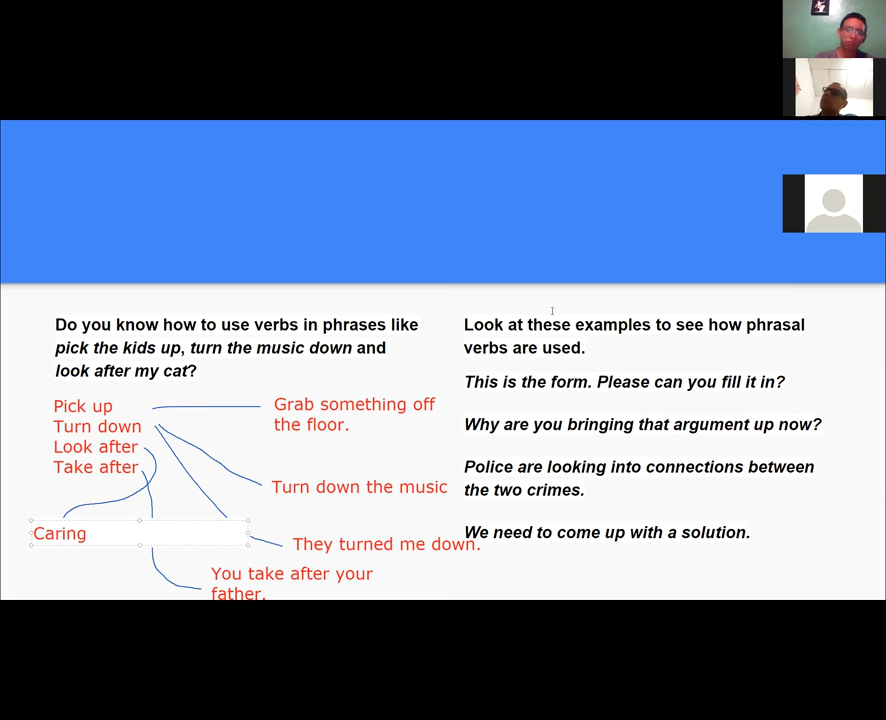 Do you know how to use verbs in phrases like
pick the kids up, turn the music down and
look after my cat?
Pick up
Turn down
Look after
Take after
Grab something off
the floor.
Turn down the music
Caring
They turned me down.
You take after your
father.
Look at these examples to see how phrasal
verbs are used.
This is the form. Please can you fill it in?
Why are you bringing that argument up now?
Police are looking into connections between
the two crimes.
We need to come up with a solution.